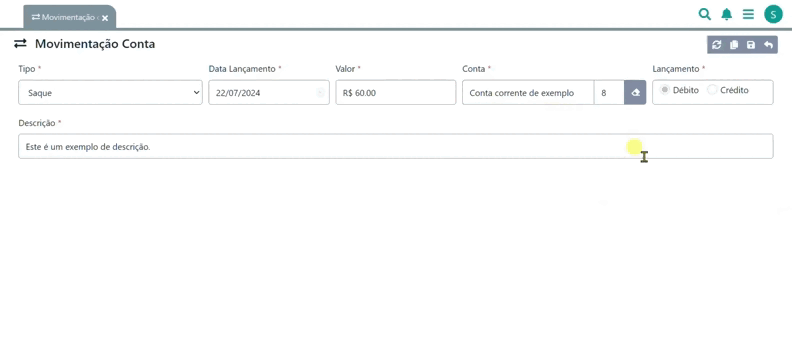 Movimentação
S
Movimentação Conta
Tipo * Data Lançamento * Valor * Conta * Lançamento *
Saque 22/07/2024 R$ 60.00 Conta corrente de exemplo 8 Débito Crédito
Descrição *
Este é um exemplo de descrição.